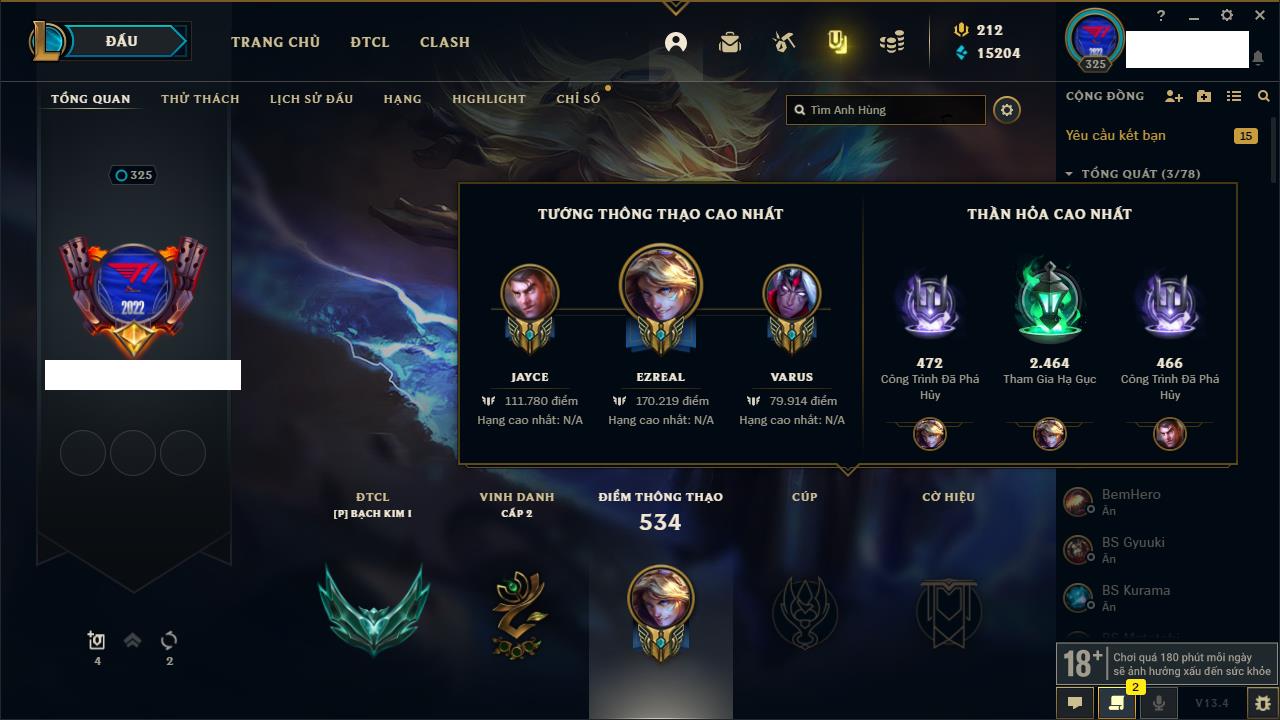 ĐẤU
TRANG CHỦ
ĐTCL
CLASH
212
15204
?
325
TỔNG QUAN
THỬ THÁCH
LỊCH SỬ ĐẤU
HẠNG
HIGHLIGHT
CHỈ SỐ
Tìm Anh Hùng
CỘNG ĐỒNG
Yêu cầu kết bạn
15
TỔNG QUÁT (3/78)
325
T1
2022
TƯỚNG THÔNG THẠO CAO NHẤT
JAYCE
111.780 điểm
Hạng cao nhất: N/A
EZREAL
170.219 điểm
Hạng cao nhất: N/A
VARUS
79.914 điểm
Hạng cao nhất: N/A
THẦN HỎA CAO NHẤT
472
Công Trình Đã Phá
Hủy
2.464
Tham Gia Hạ Gục
466
Công Trình Đã Phá
Hủy
ĐTCL
[P] BẠCH KIM I
VINH DANH
CẤP 2
ĐIỂM THÔNG THẠO
534
CÚP
CỜ HIỆU
BemHero
Ẩn
BS Gyuuki
Ẩn
BS Kurama
Ẩn
4
2
18+
Chơi quá 180 phút mỗi ngày
sẽ ảnh hưởng xấu đến sức khỏe
2
V13.4